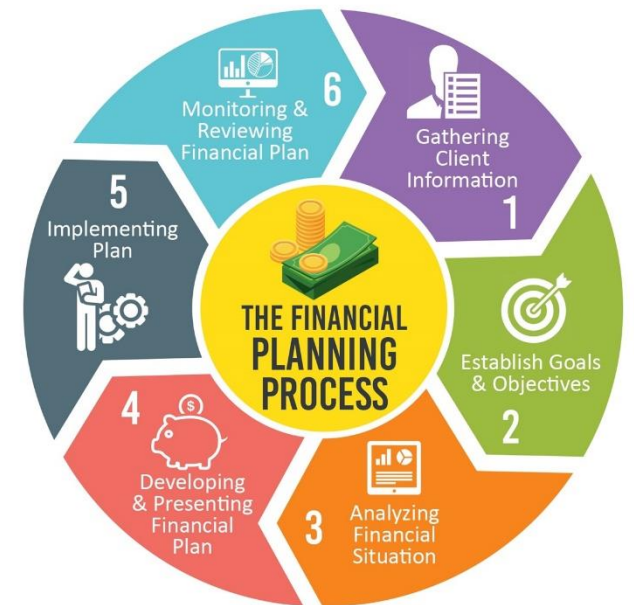 THE FINANCIAL
PLANNING
PROCESS
Gathering
Client
Information
1
Establish Goals
& Objectives
2
3
Analyzing
Financial
Situation
4
$
Developing
& Presenting
Financial
Plan
5
Implementing
Plan
6
Monitoring &
Reviewing
Financial Plan